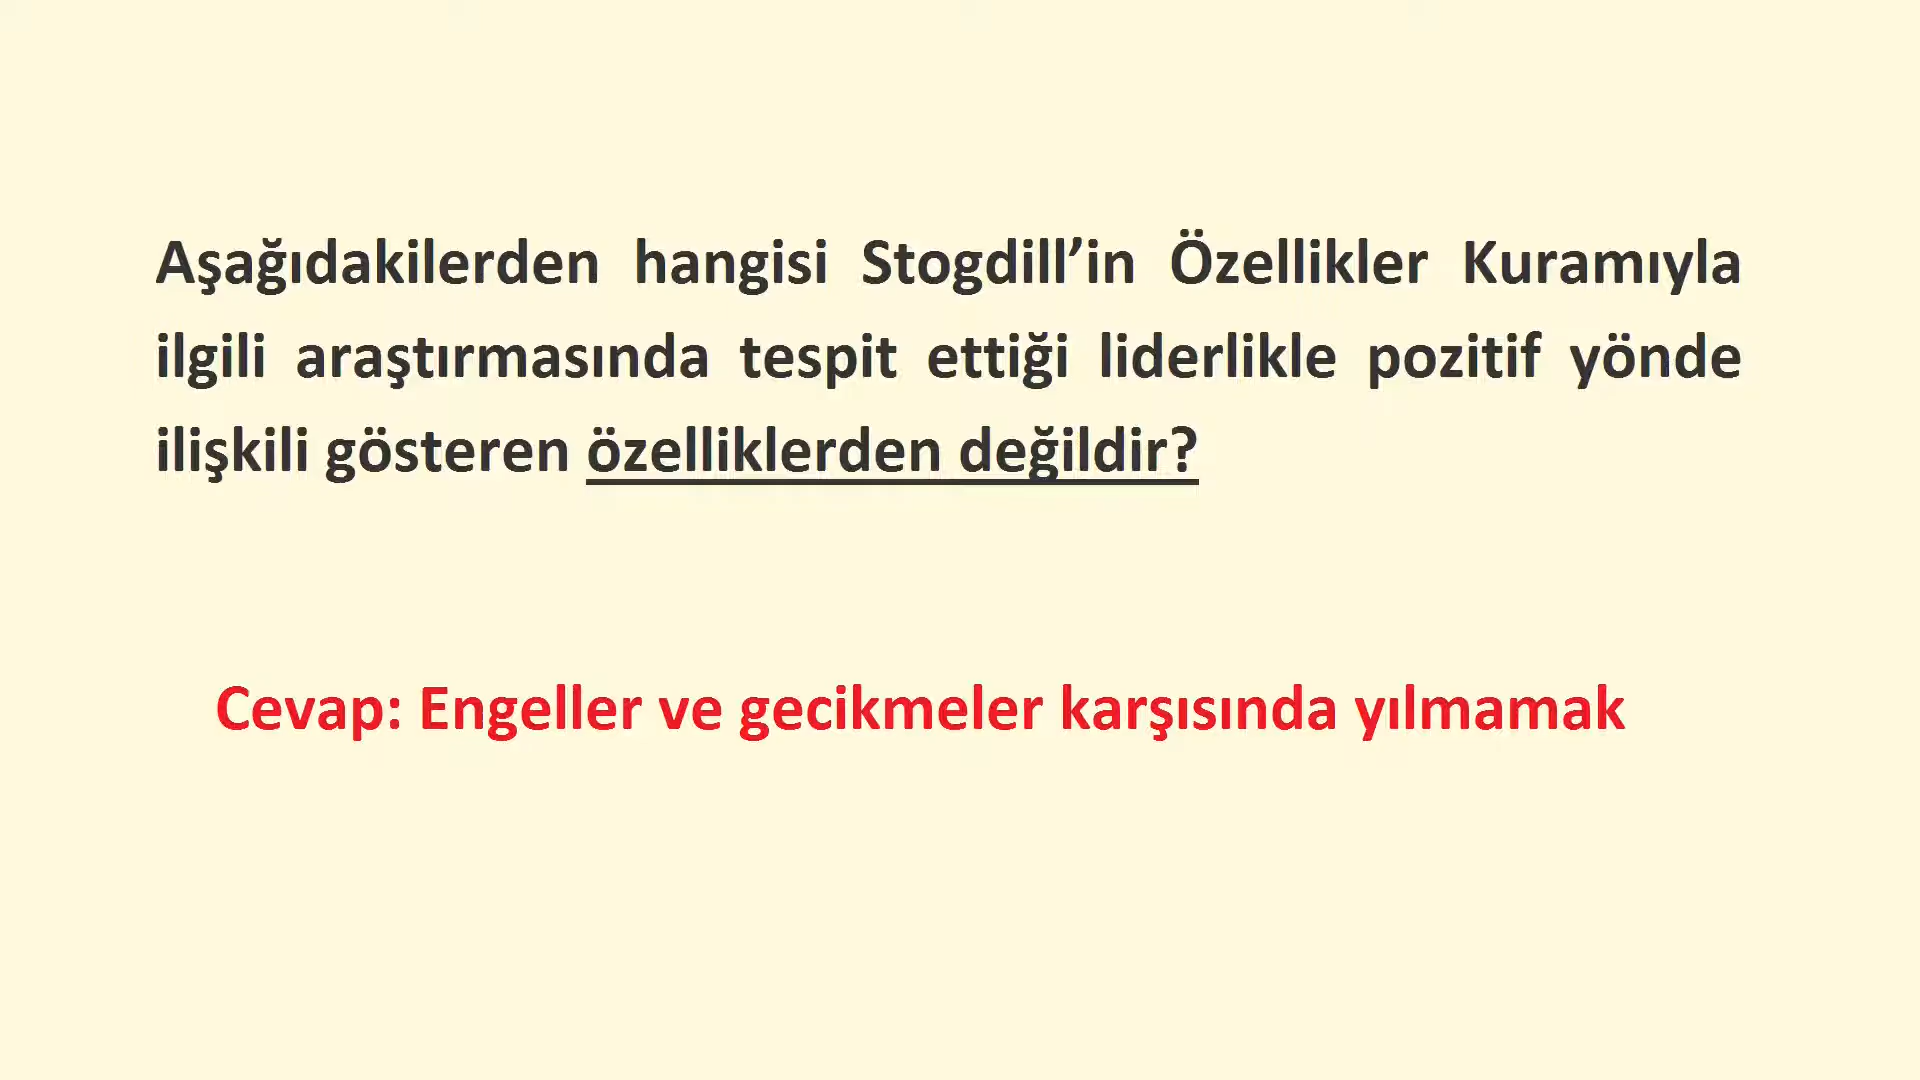 Aşağıdakilerden hangisi Stogdill’in Özellikler Kuramıyla
ilgili araştırmasında tespit ettiği liderlikle pozitif yönde
ilişkili gösteren özelliklerden değildir?
Cevap: Engeller ve gecikmeler karşısında yılmamak